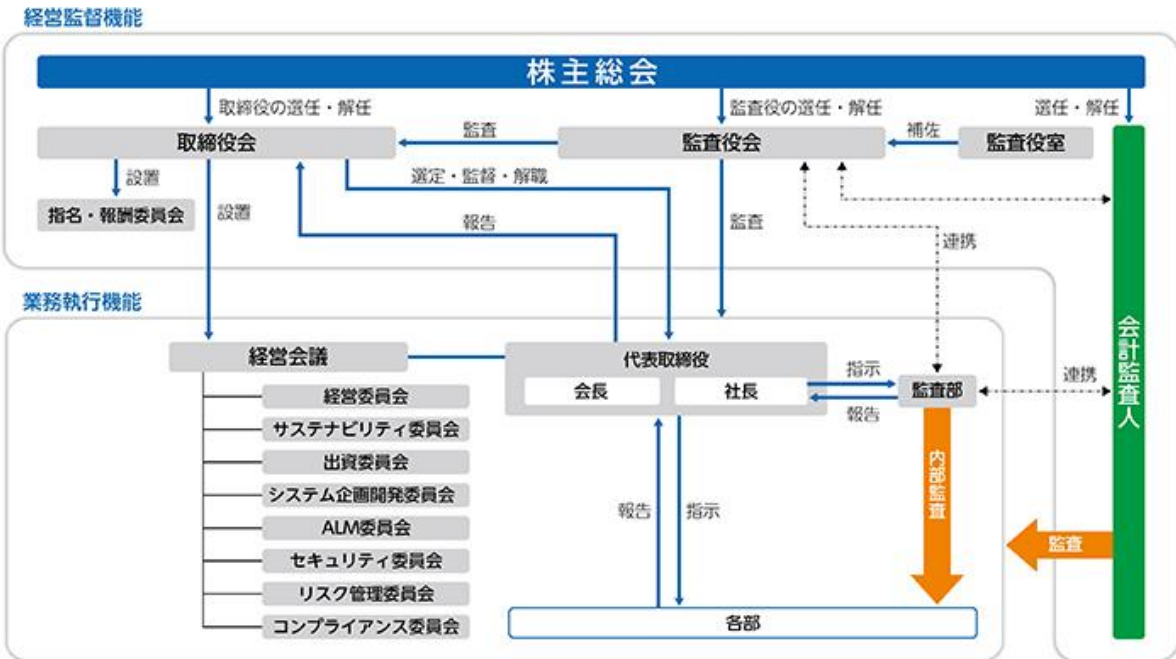 経営監督機能
株主総会
取締役の選任・解任
監査役の選任・解任
選任・解任
取締役会
監査
監査役会
補佐
監査役室
設置
選定・監督・解職
指名・報酬委員会
設置
報告
監査
連携
業務執行機能
会計監査人
経営会議
代表取締役
会長
社長
指示
報告
監査部
連携
経営委員会
サステナビリティ委員会
出資委員会
システム企画開発委員会
ALM委員会
セキュリティ委員会
リスク管理委員会
コンプライアンス委員会
報告
指示
内部監査
監査
各部